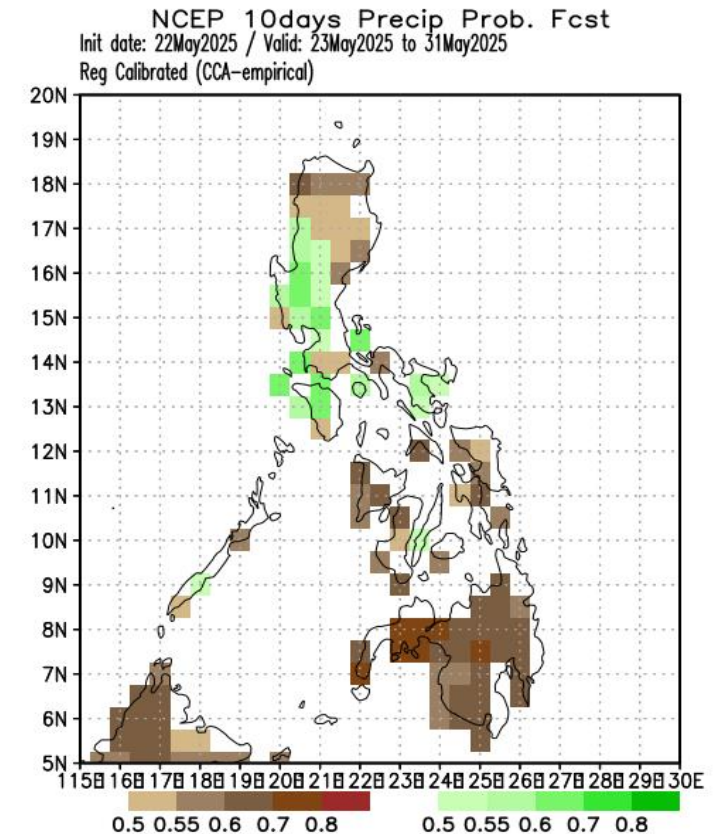 NCEP 10days Precip Prob. Fcst
Init date: 22May2025 / Valid: 23May2025 to 31May2025
Reg Calibrated (CCA-empirical)
20N
19N
18N
17N
16N
15N
14N
13N
12N
11N
10N
9N
8N
7N
6N
5N
115E 116E 117E 118E 119E 120E 121E 122E 123E 124E 125E 126E 127E 128E 129E 130E
0.5 0.55 0.6 0.7 0.8 0.5 0.55 0.6 0.7 0.8